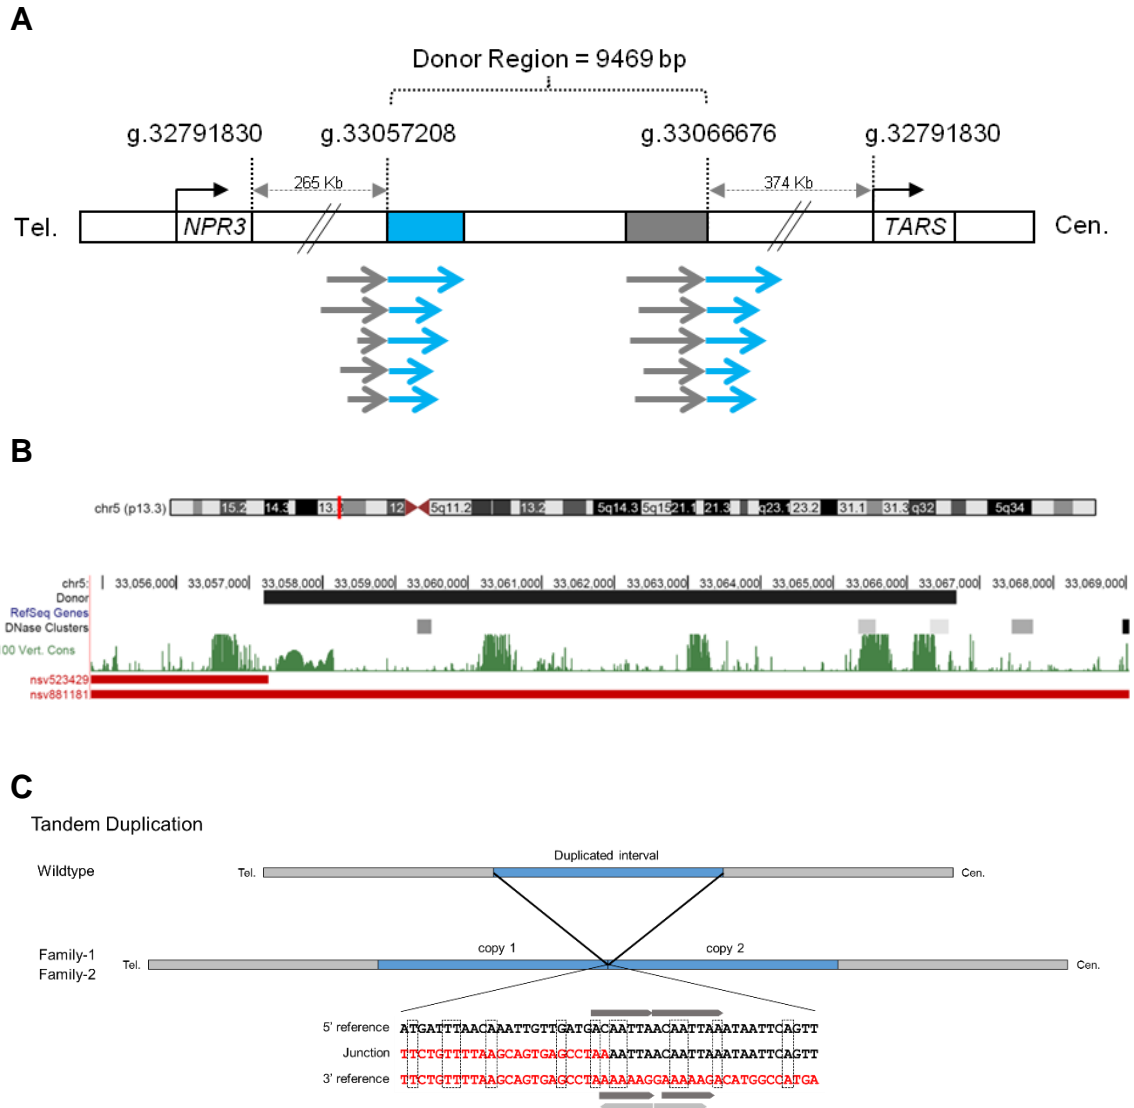 A
Donor Region = 9469 bp
g.32791830 g.33057208 g.33066676 g.32791830
265 Kb 374 Kb
Tel. NPR3 TARS Cen.
B
chr5 (p13.3) 15.2 14.3 13. 12 5q11.2 13.2 5q14.3 5q15 21.1 21.3 q23.1 23.2 31.1 31.3 q32 5q34
chr5: 33,056,000 33,057,000 33,058,000 33,059,000 33,060,000 33,061,000 33,062,000 33,063,000 33,064,000 33,065,000 33,066,000 33,067,000 33,068,000 33,069,000
Donor
RefSeq Genes
DNase Clusters
100 Vert. Cons
nsv523429
nsv881181
C
Tandem Duplication
Duplicated interval
Wildtype Tel. Cen.
copy 1 copy 2
Family-1
Family-2
Tel. Cen.
5' reference ATGATTTAACAAATTGTTGATGACAATTAACAATTAAATAATTCAGTT
Junction TTCTGTTTTAAGCAGTGAGCCTAAAATTAACAATTAAATAATTCAGTT
3' reference TTCTGTTTTAAGCAGTGAGCCTAAAAAAGGAAAAAGACATGGCCATGA